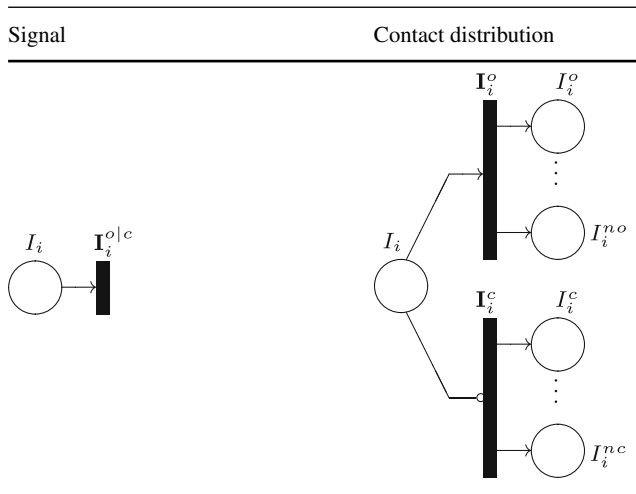 Signal Contact distribution
I_i I_i^{o|c}
I_i
I_i^o I_i^o
⋮
I_i^{no}
I_i^c I_i^c
⋮
I_i^{nc}